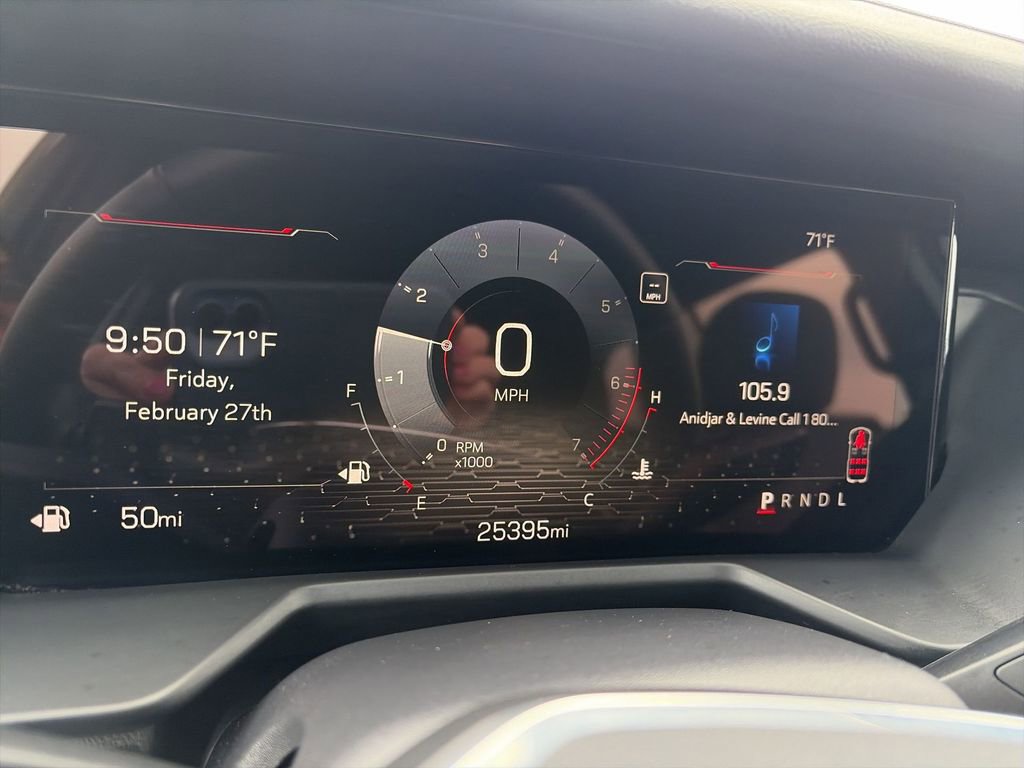 71°F
9:50 | 71°F
Friday,
February 27th
0
MPH
0
1
2
3
4
5
6
7
RPM
x1000
-- MPH
F
E
H
C
105.9
Anidjar & Levine Call 1 80...
P R N D L
50mi
25395mi